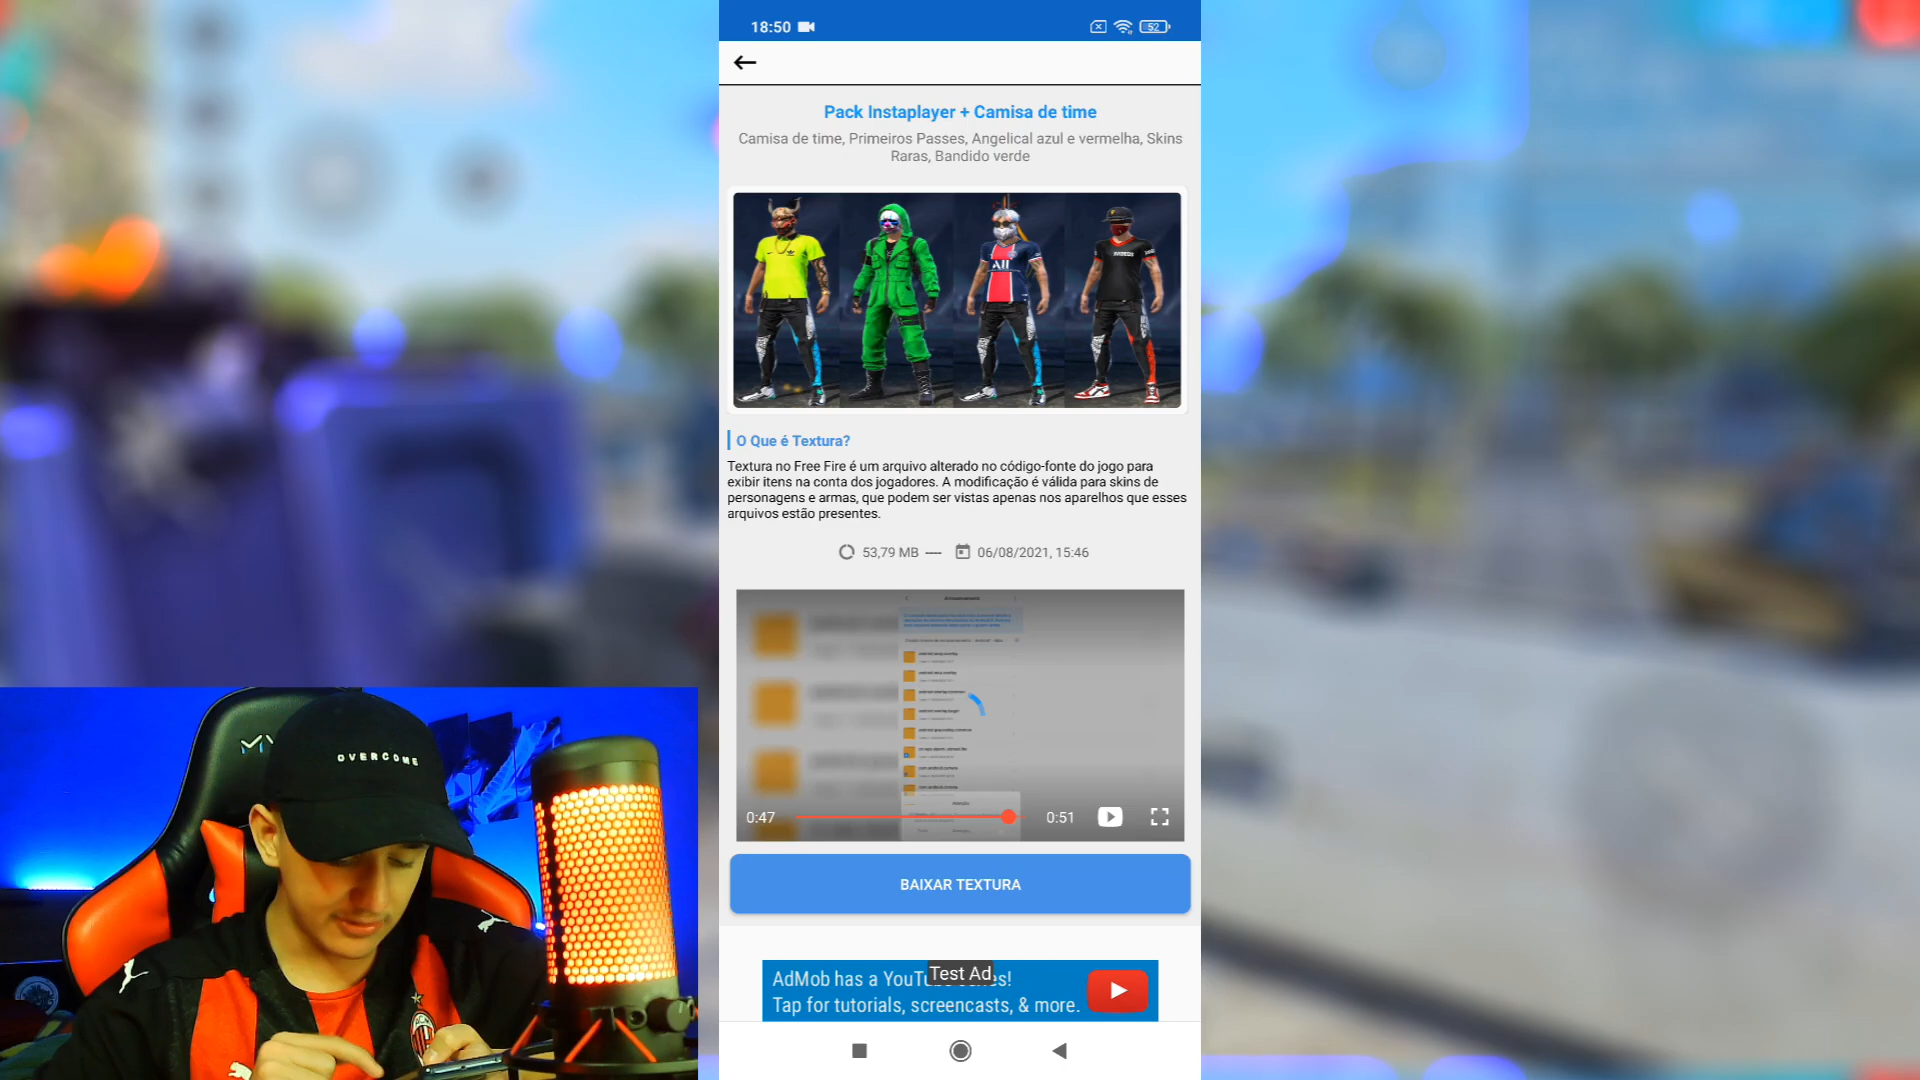 18:50
52
Pack Instaplayer + Camisa de time
Camisa de time, Primeiros Passes, Angelical azul e vermelha, Skins
Raras, Bandido verde
O Que é Textura?
Textura no Free Fire é um arquivo alterado no código-fonte do jogo para
exibir itens na conta dos jogadores. A modificação é válida para skins de
personagens e armas, que podem ser vistas apenas nos aparelhos que esses
arquivos estão presentes.
53,79 MB — 06/08/2021, 15:46
0:47
0:51
BAIXAR TEXTURA
Test Ad
AdMob has a YouTu
es!
Tap for tutorials, screencasts, & more.
OVERCOME